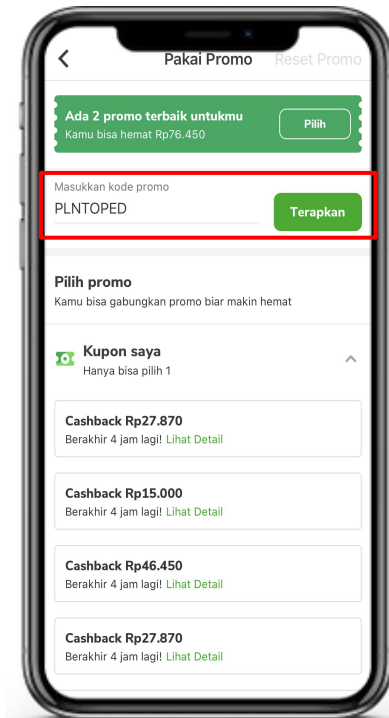 Pakai Promo
Reset Promo
Ada 2 promo terbaik untukmu
Kamu bisa hemat Rp76.450
Pilih
Masukkan kode promo
PLNTOPED
Terapkan
Pilih promo
Kamu bisa gabungkan promo biar makin hemat
Kupon saya
Hanya bisa pilih 1
Cashback Rp27.870
Berakhir 4 jam lagi! Lihat Detail
Cashback Rp15.000
Berakhir 4 jam lagi! Lihat Detail
Cashback Rp46.450
Berakhir 4 jam lagi! Lihat Detail
Cashback Rp27.870
Berakhir 4 jam lagi! Lihat Detail